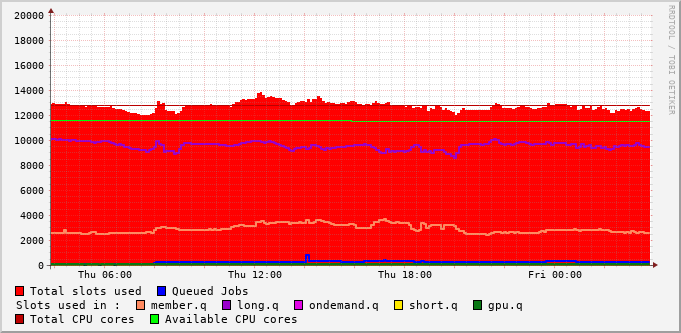 RRDTOOL / TOBI OETIKER
20000
18000
16000
14000
12000
10000
8000
6000
4000
2000
0
Thu 06:00 Thu 12:00 Thu 18:00 Fri 00:00
Total slots used Queued Jobs
Slots used in : member.q long.q ondemand.q short.q gpu.q
Total CPU cores Available CPU cores